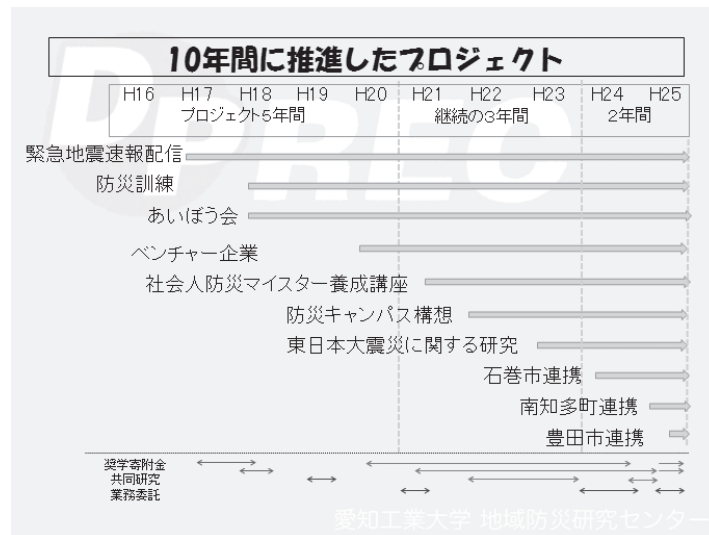 10年間に推進したプロジェクト
H16 H17 H18 H19 H20 H21 H22 H23 H24 H25
プロジェクト5年間 継続の3年間 2年間
DPREC
緊急地震速報配信
防災訓練
あいぼう会
ベンチャー企業
社会人防災マイスター養成講座
防災キャンパス構想
東日本大震災に関する研究
石巻市連携
南知多町連携
豊田市連携
奨学寄附金
共同研究
業務委託
愛知工業大学 地域防災研究センター